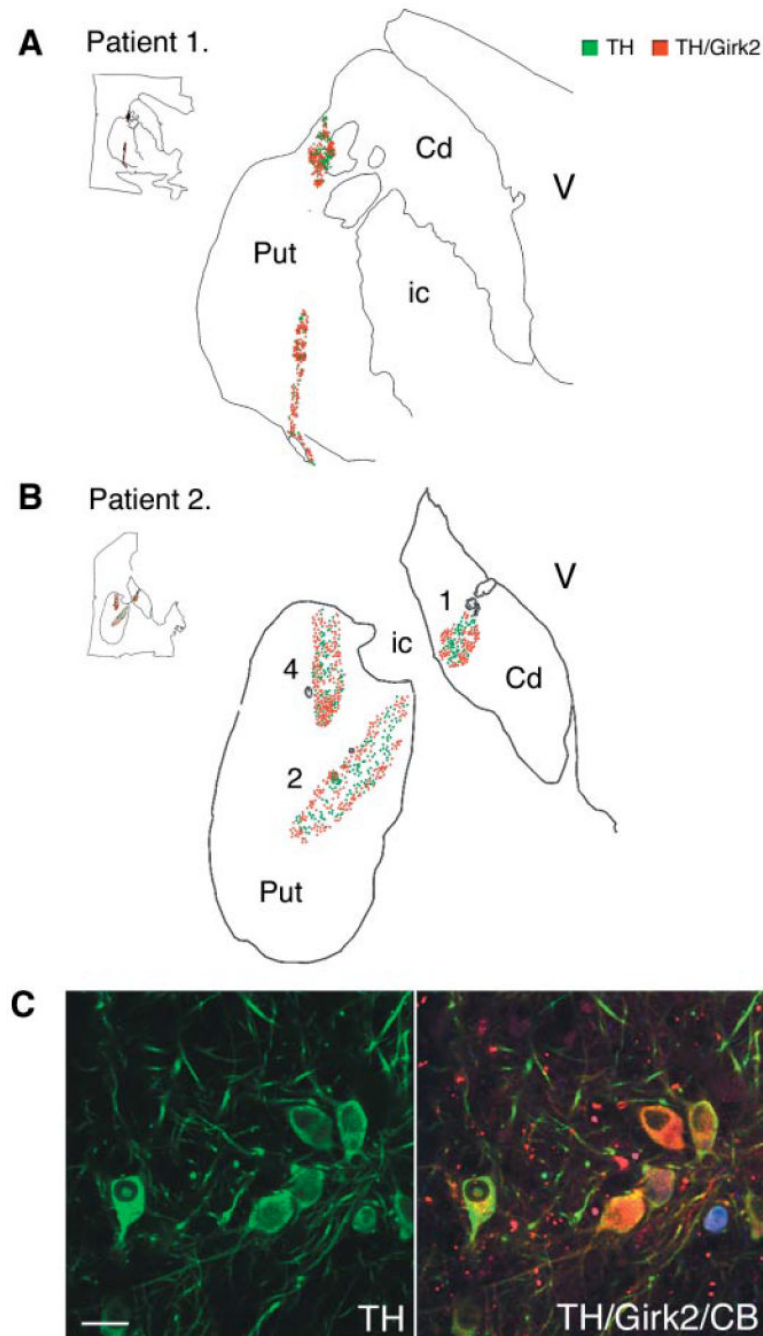 A Patient 1.
TH TH/Girk2
Cd
V
Put
ic
B Patient 2.
V
1
ic
4
Cd
2
Put
C
TH
TH/Girk2/CB